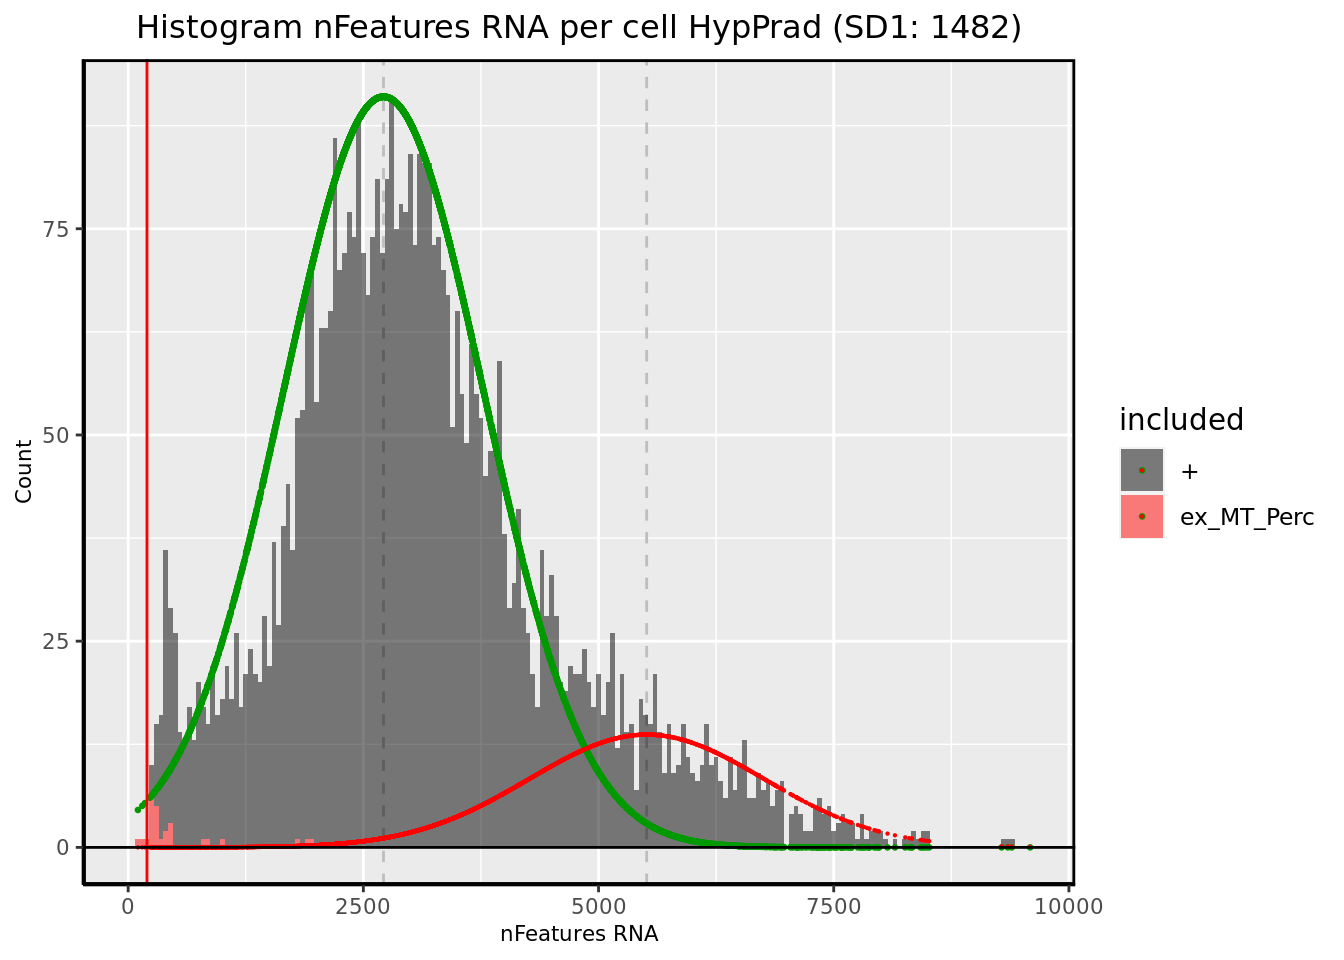 Histogram nFeatures RNA per cell HypPrad (SD1: 1482)
75
50
25
0
Count
0
2500
5000
7500
10000
nFeatures RNA
included
+
ex_MT_Perc